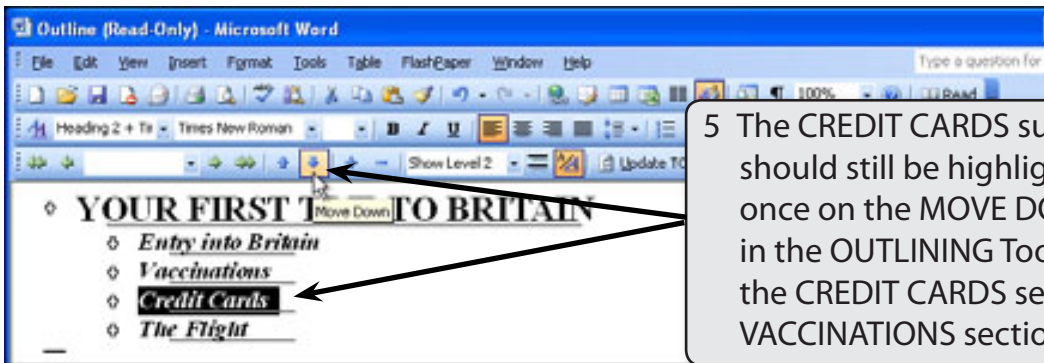 Outline (Read-Only) - Microsoft Word
File Edit View Insert Format Tools Table FlashPaper Window Help
Type a question for
100% Read
Heading 2 + Ti Times New Roman B I U
Show Level 2 Update TO
YOUR FIRST T Move Down TO BRITAIN
Entry into Britain
Vaccinations
Credit Cards
The Flight
5 The CREDIT CARDS su
should still be highlig
once on the MOVE DO
in the OUTLINING Too
the CREDIT CARDS se
VACCINATIONS sectio